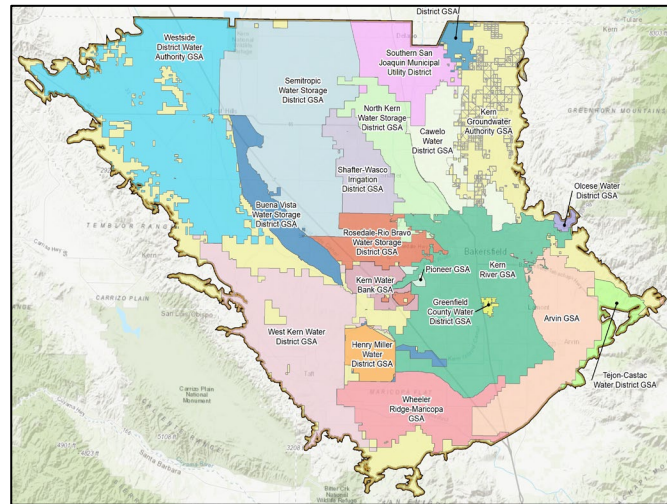 District GSA
Westside
District Water
Authority GSA
Semitropic
Water Storage
District GSA
Southern San
Joaquin Municipal
Utility District
North Kern
Water Storage
District GSA
Cawelo
Water
District GSA
Kern
Groundwater
Authority GSA
Shafter-Wasco
Irrigation
District GSA
Olcese Water
District GSA
Buena Vista
Water Storage
District GSA
Rosedale-Rio Bravo
Water Storage
District GSA
Bakersfield
Kern Water
Bank GSA
Pioneer GSA
Kern
River GSA
Greenfield
County Water
District GSA
Arvin GSA
West Kern Water
District GSA
Henry Miller
Water
District GSA
Tejon-Castac
Water District GSA
Wheeler
Ridge-Maricopa
GSA
TEMBLOR RANGE
GREENHORN MOUNTAINS
CARRIZO PLAIN
Carrizo Plain
National
Monument
Santa Barbara
Tulare
Kern
Taft